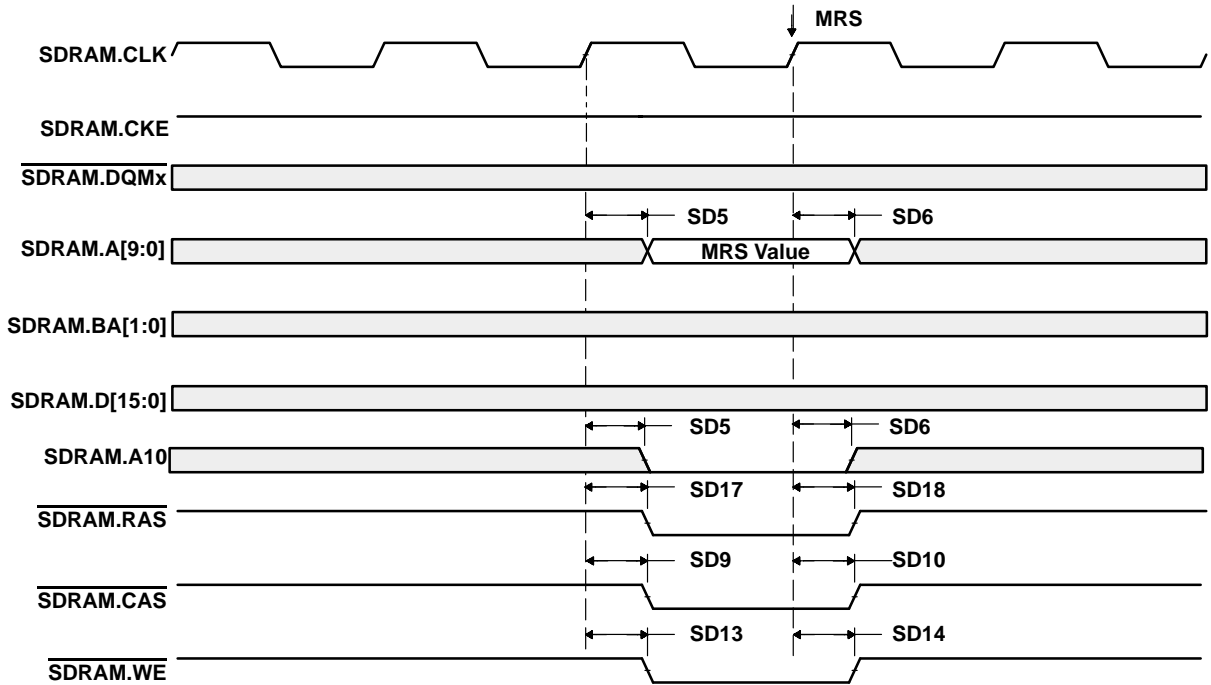 MRS
SDRAM.CLK
SDRAM.CKE
SDRAM.DQMx
SD5 SD6
SDRAM.A[9:0] MRS Value
SDRAM.BA[1:0]
SDRAM.D[15:0]
SD5 SD6
SDRAM.A10
SD17 SD18
SDRAM.RAS
SD9 SD10
SDRAM.CAS
SD13 SD14
SDRAM.WE